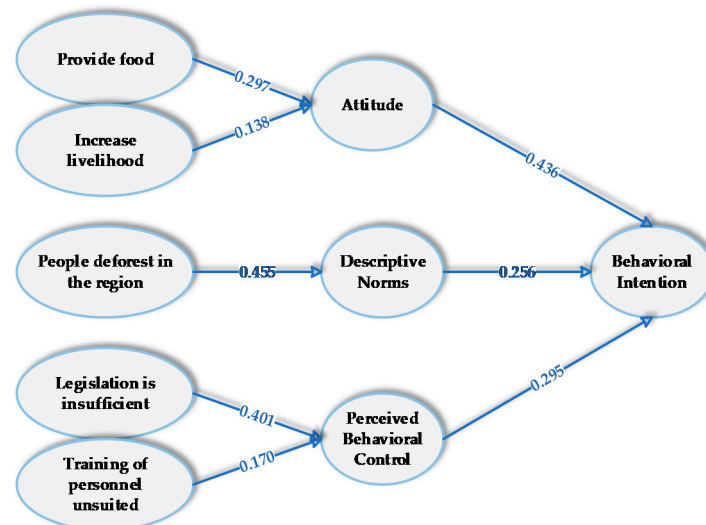 Provide food
0.297
Increase
livelihood
0.138
Attitude
0.436
People deforest in
the region
0.455
Descriptive
Norms
0.256
Behavioral
Intention
Legislation is
insufficient
0.401
Training of
personnel
unsuited
0.170
Perceived
Behavioral
Control
0.295